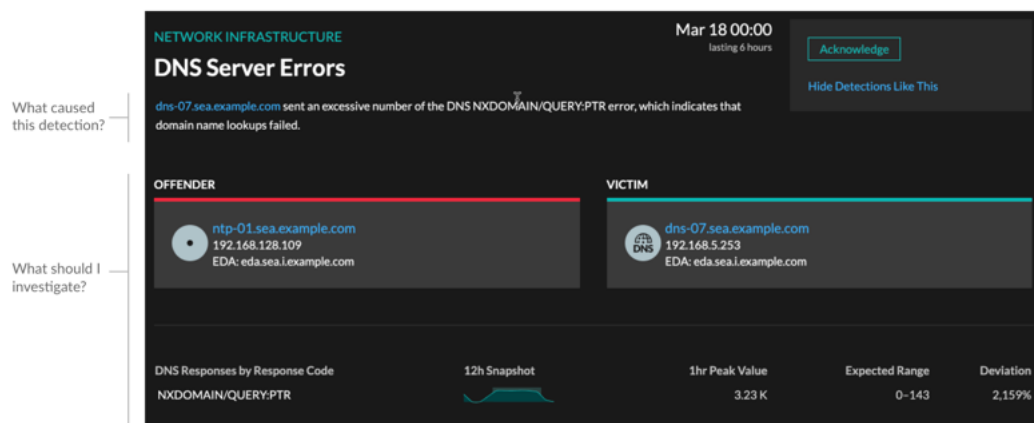 NETWORK INFRASTRUCTURE
DNS Server Errors
Mar 18 00:00
lasting 6 hours
Acknowledge
Hide Detections Like This
What caused
this detection?
dns-07.sea.example.com sent an excessive number of the DNS NXDOMAIN/QUERY:PTR error, which indicates that
domain name lookups failed.
What should I
investigate?
OFFENDER
ntp-01.sea.example.com
192.168.128.109
EDA: eda.sea.i.example.com
VICTIM
DNS
dns-07.sea.example.com
192.168.5.253
EDA: eda.sea.i.example.com
DNS Responses by Response Code 12h Snapshot 1hr Peak Value Expected Range Deviation
NXDOMAIN/QUERY:PTR 3.23 K 0–143 2,159%